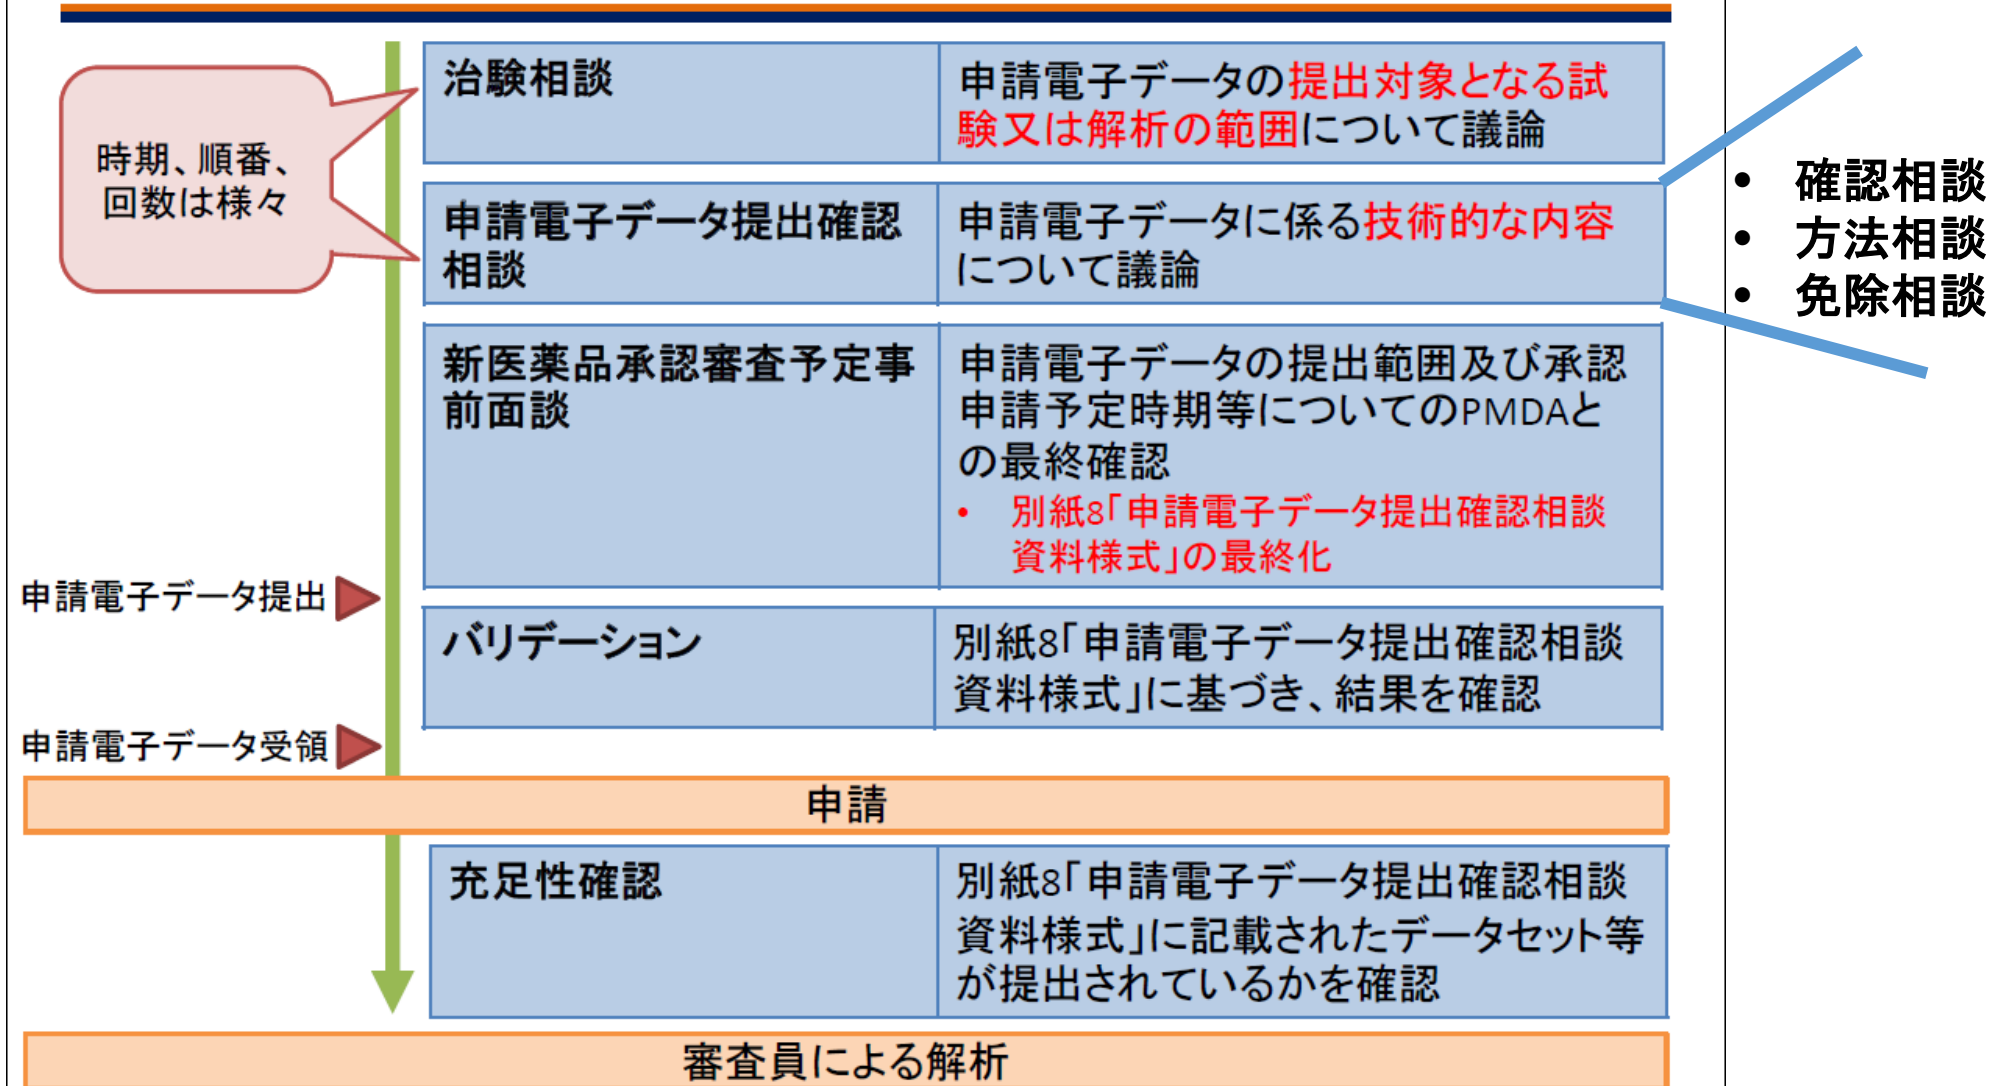 治験相談
申請電子データの提出対象となる試
験又は解析の範囲について議論
時期、順番、
回数は様々
申請電子データ提出確認
相談
申請電子データに係る技術的な内容
について議論
• 確認相談
• 方法相談
• 免除相談
新医薬品承認審査予定事
前面談
申請電子データの提出範囲及び承認
申請予定時期等についてのPMDAと
の最終確認
• 別紙8「申請電子データ提出確認相談
資料様式」の最終化
申請電子データ提出
バリデーション
別紙8「申請電子データ提出確認相談
資料様式」に基づき、結果を確認
申請電子データ受領
申請
充足性確認
別紙8「申請電子データ提出確認相談
資料様式」に記載されたデータセット等
が提出されているかを確認
審査員による解析